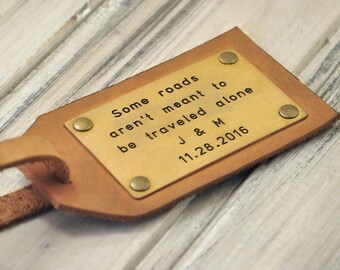 Some roads
aren't meant to
be traveled alone
J & M
11.28.2016